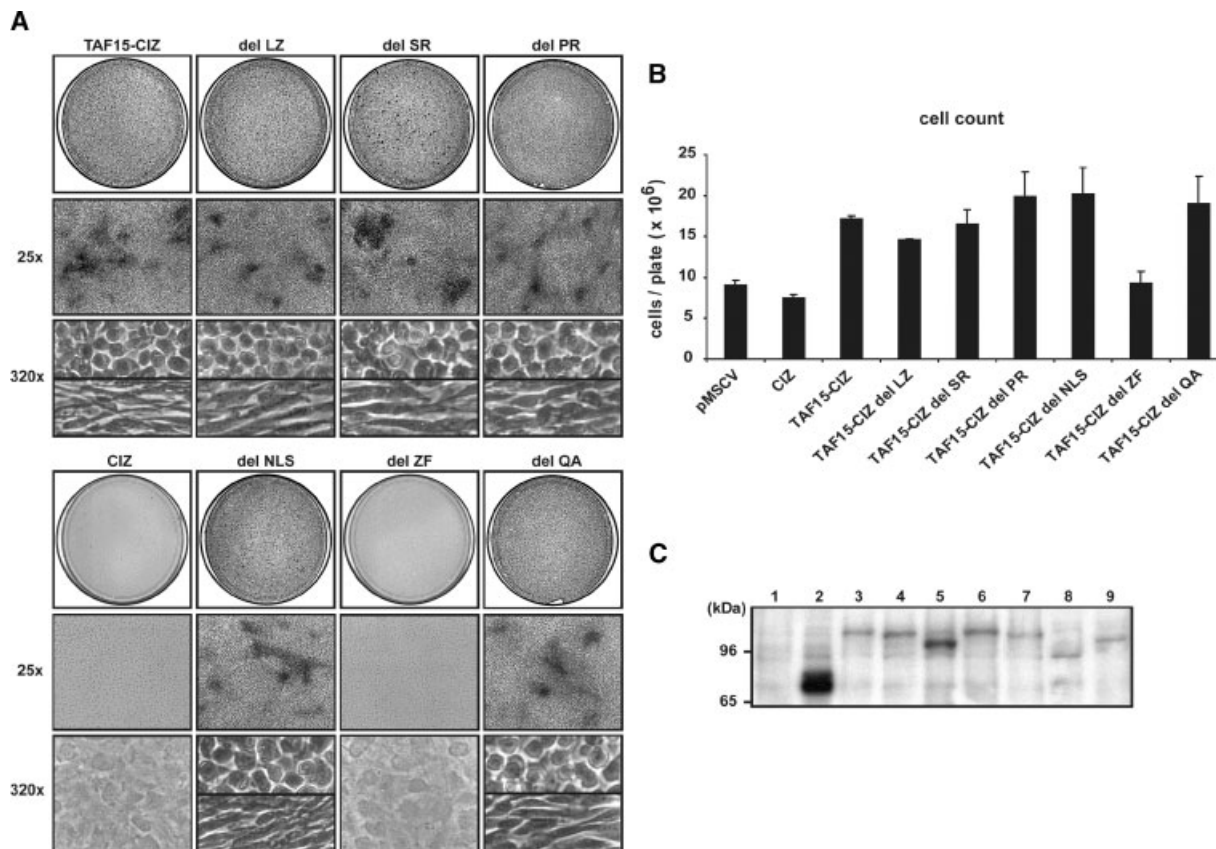 A
TAF15-CIZ del LZ del SR del PR
25x
320x
CIZ del NLS del ZF del QA
25x
320x
B
cell count
cells / plate ( x 10⁶)
25
20
15
10
5
0
pMSCV
CIZ
TAF15-CIZ
TAF15-CIZ del LZ
TAF15-CIZ del SR
TAF15-CIZ del PR
TAF15-CIZ del NLS
TAF15-CIZ del ZF
TAF15-CIZ del QA
C
(kDa) 1 2 3 4 5 6 7 8 9
96
65